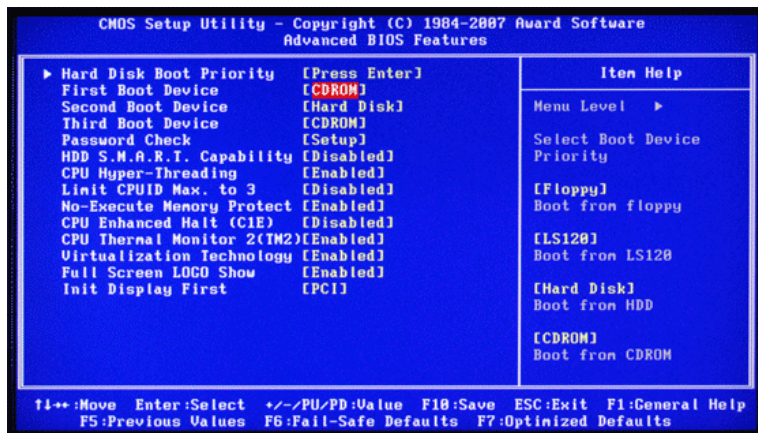 CMOS Setup Utility - Copyright (C) 1984-2007 Award Software
Advanced BIOS Features
▶ Hard Disk Boot Priority [Press Enter]
First Boot Device [CDROM]
Second Boot Device [Hard Disk]
Third Boot Device [CDROM]
Password Check [Setup]
HDD S.M.A.R.T. Capability [Disabled]
CPU Hyper-Threading [Enabled]
Limit CPUID Max. to 3 [Disabled]
No-Execute Memory Protect [Enabled]
CPU Enhanced Halt (C1E) [Disabled]
CPU Thermal Monitor 2(TM2)[Enabled]
Virtualization Technology [Enabled]
Full Screen LOGO Show [Enabled]
Init Display First [PCI]
Item Help
Menu Level ▶
Select Boot Device
Priority
[Floppy]
Boot from floppy
[LS120]
Boot from LS120
[Hard Disk]
Boot from HDD
[CDROM]
Boot from CDROM
↑↓→←:Move Enter:Select +/-/PU/PD:Value F10:Save ESC:Exit F1:General Help
F5:Previous Values F6:Fail-Safe Defaults F7:Optimized Defaults